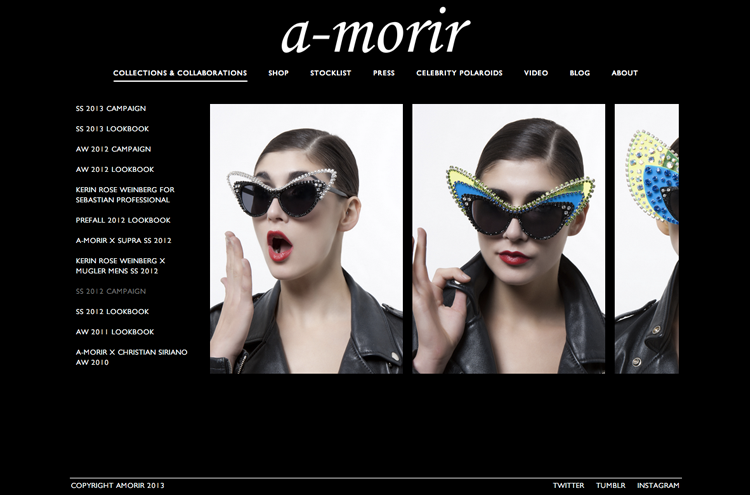 a-morir
COLLECTIONS & COLLABORATIONS SHOP STOCKLIST PRESS CELEBRITY POLAROIDS VIDEO BLOG ABOUT
SS 2013 CAMPAIGN
SS 2013 LOOKBOOK
AW 2012 CAMPAIGN
AW 2012 LOOKBOOK
KERIN ROSE WEINBERG FOR
SEBASTIAN PROFESSIONAL
PREFALL 2012 LOOKBOOK
A-MORIR X SUPRA SS 2012
KERIN ROSE WEINBERG X
MUGLER MENS SS 2012
SS 2012 CAMPAIGN
SS 2012 LOOKBOOK
AW 2011 LOOKBOOK
A-MORIR X CHRISTIAN SIRIANO
AW 2010
COPYRIGHT AMORIR 2013 TWITTER TUMBLR INSTAGRAM